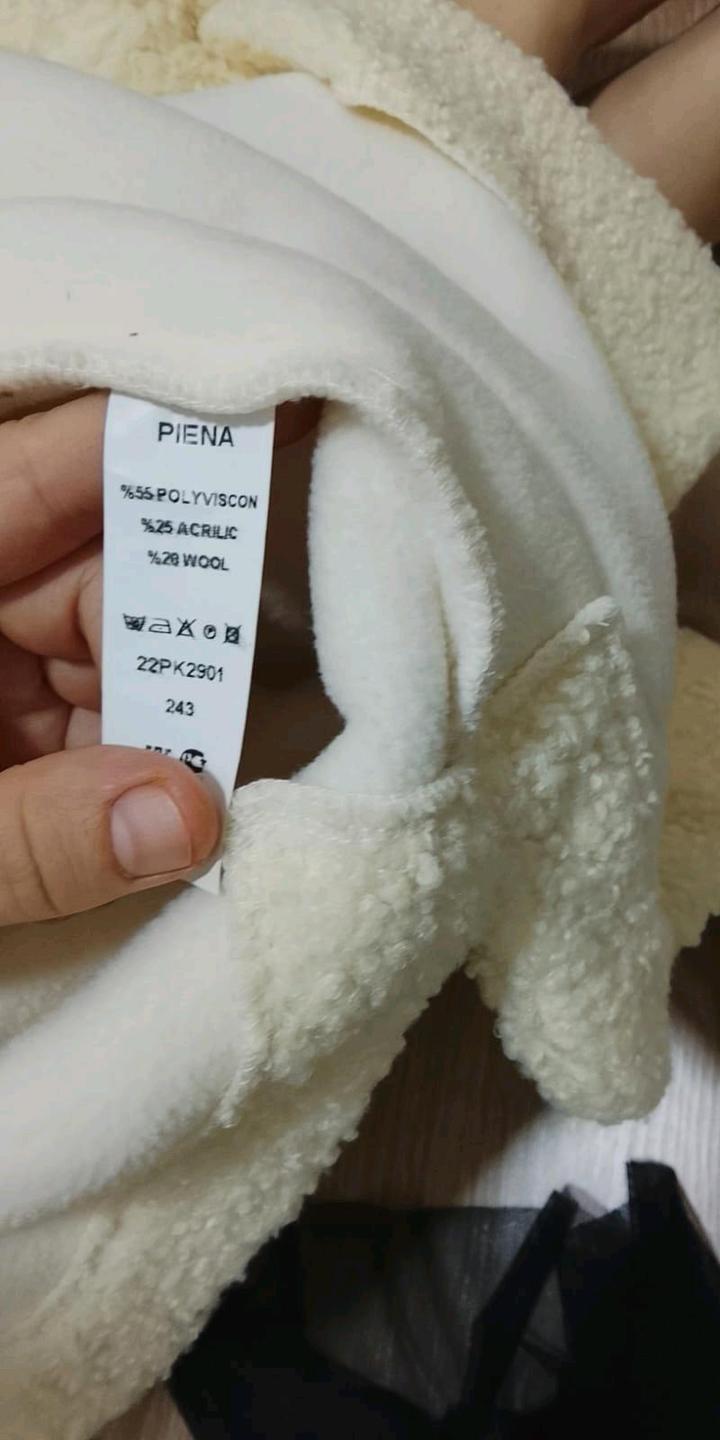 PIENA
%55 POLYVISCON
%25 ACRILIC
%20 WOOL
22PK2901
243